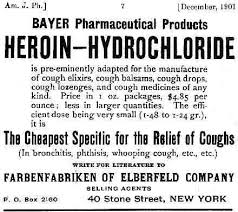 Am. J. Ph.] 7 [December, 1901
BAYER Pharmaceutical Products
HEROIN—HYDROCHLORIDE
is pre-eminently adapted for the manufacture
of cough elixirs, cough balsams, cough drops,
cough lozenges, and cough medicines of any
kind. Price in 1 oz. packages, $4.85 per
ounce; less in larger quantities. The effi-
cient dose being very small (1-48 to 1-24 gr.),
it is
The Cheapest Specific for the Relief of Coughs
(In bronchitis, phthisis, whooping cough, etc., etc.)
WRITE FOR LITERATURE TO
FARBENFABRIKEN OF ELBERFELD COMPANY
SELLING AGENTS
P. O. Box 2160 40 Stone Street, NEW YORK